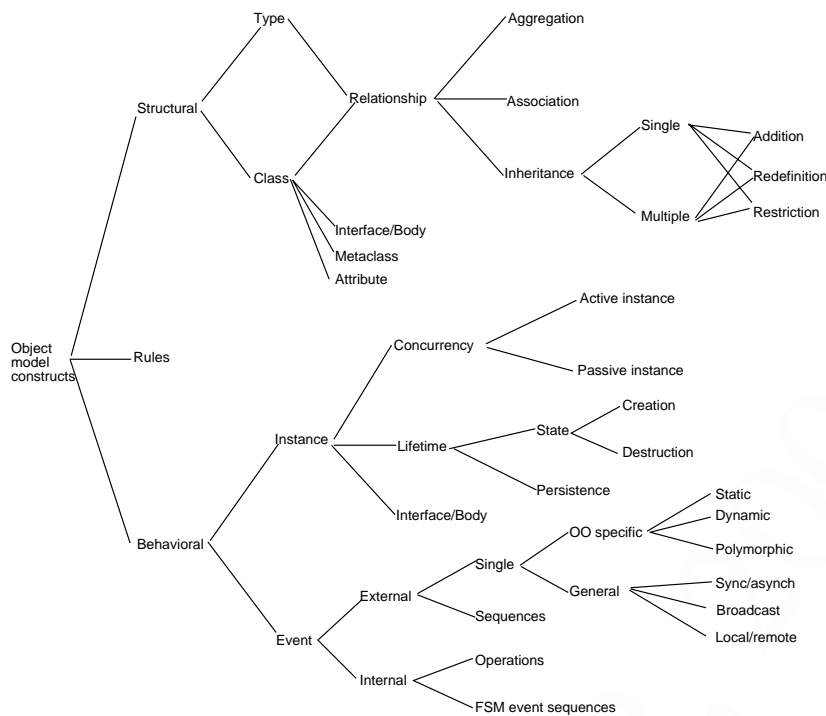 Type
Aggregation
Structural
Relationship
Association
Single
Addition
Class
Inheritance
Redefinition
Multiple
Restriction
Interface/Body
Metaclass
Attribute
Active instance
Object
model
constructs
Rules
Concurrency
Passive instance
Creation
Instance
Lifetime
State
Destruction
Persistence
Interface/Body
Static
Behavioral
OO specific
Dynamic
Polymorphic
Single
External
General
Sync/asynch
Broadcast
Sequences
Local/remote
Event
Operations
Internal
FSM event sequences